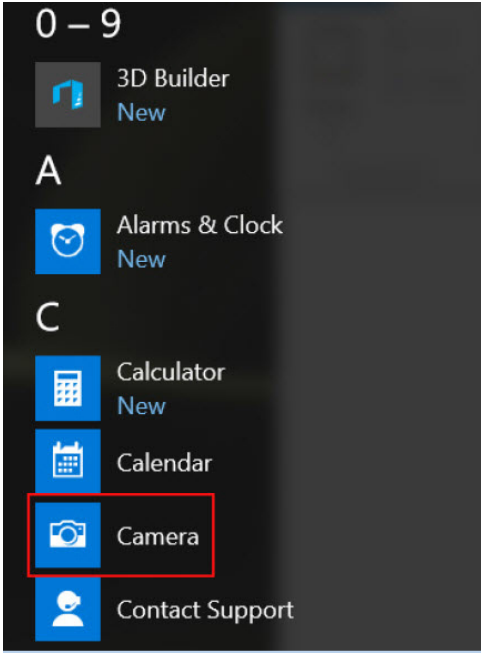 0 – 9
3D Builder
New
A
Alarms & Clock
New
C
Calculator
New
Calendar
Camera
Contact Support